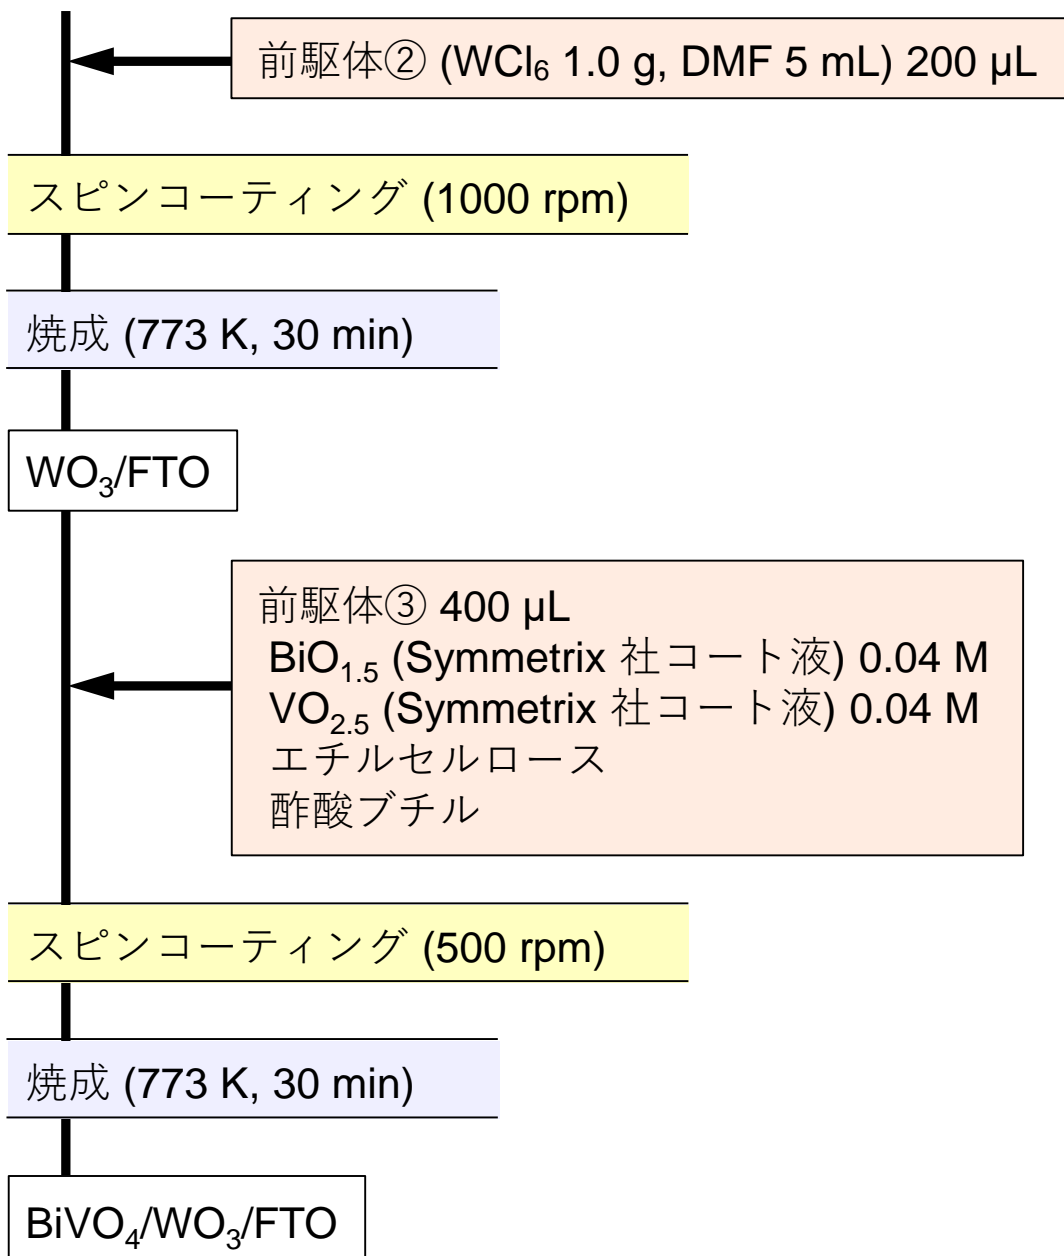 前駆体② (WCl₆ 1.0 g, DMF 5 mL) 200 μL
スピンコーティング (1000 rpm)
焼成 (773 K, 30 min)
WO₃/FTO
前駆体③ 400 μL
BiO₁.₅ (Symmetrix 社コート液) 0.04 M
VO₂.₅ (Symmetrix 社コート液) 0.04 M
エチルセルロース
酢酸ブチル
スピンコーティング (500 rpm)
焼成 (773 K, 30 min)
BiVO₄/WO₃/FTO